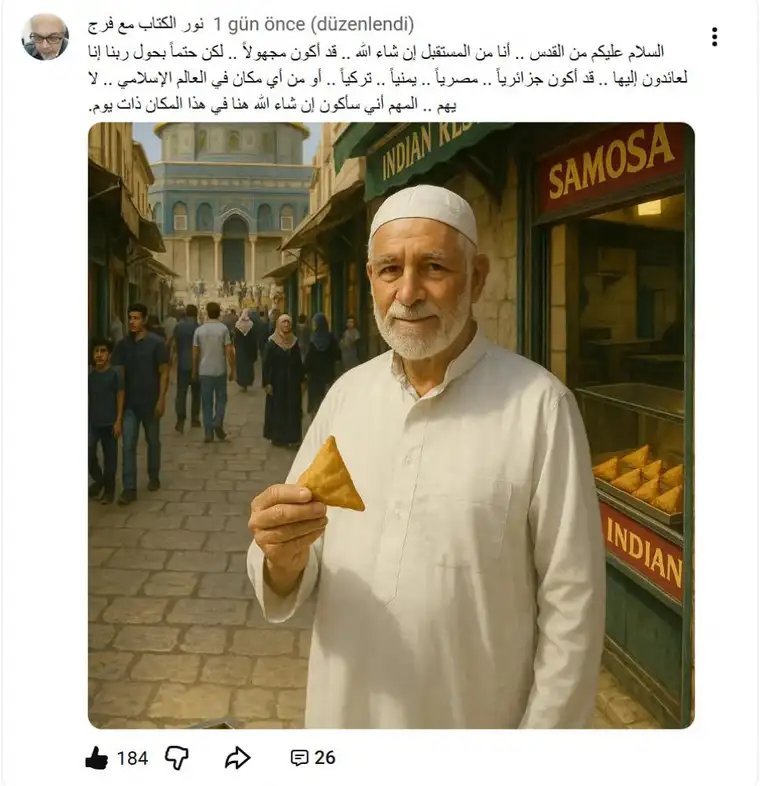 نور الكتاب مع فرج 1 gün önce (düzenlendi)
السلام عليكم من القدس .. أنا من المستقبل إن شاء الله .. قد أكون مجهولاً .. لكن حتماً بحول ربنا إنا
لعائدون إليها .. قد أكون جزائرياً .. مصرياً .. يمنياً .. تركياً .. أو من أي مكان في العالم الإسلامي .. لا
يهم .. المهم أني سأكون إن شاء الله هنا في هذا المكان ذات يوم.
INDIAN RES
SAMOSA
INDIAN
184
26